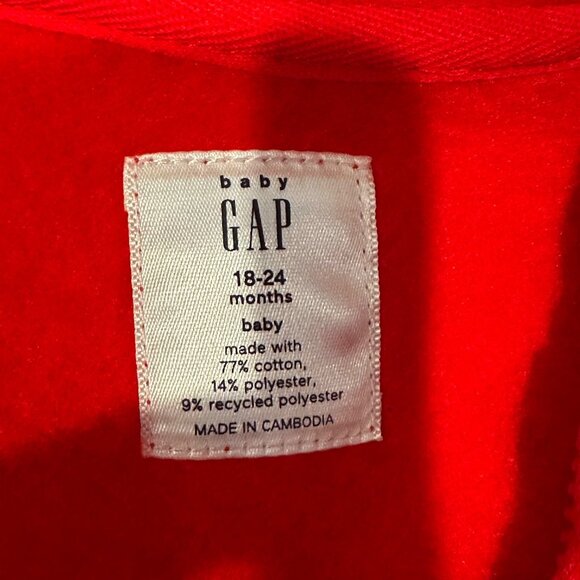 baby
GAP
18-24
months
baby
made with
77% cotton,
14% polyester,
9% recycled polyester
MADE IN CAMBODIA